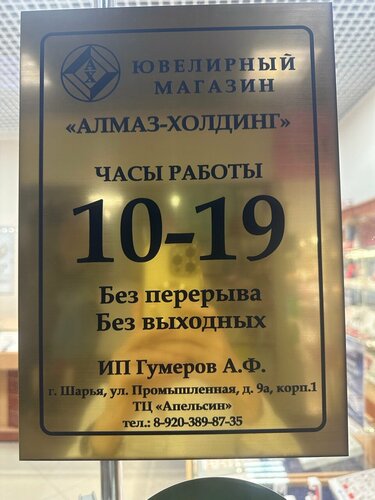 АХ
ЮВЕЛИРНЫЙ
МАГАЗИН
«АЛМАЗ-ХОЛДИНГ»
ЧАСЫ РАБОТЫ
10-19
Без перерыва
Без выходных
ИП Гумеров А.Ф.
г. Шарья, ул. Промышленная, д. 9а, корп.1
ТЦ «Апельсин»
тел.: 8-920-389-87-35